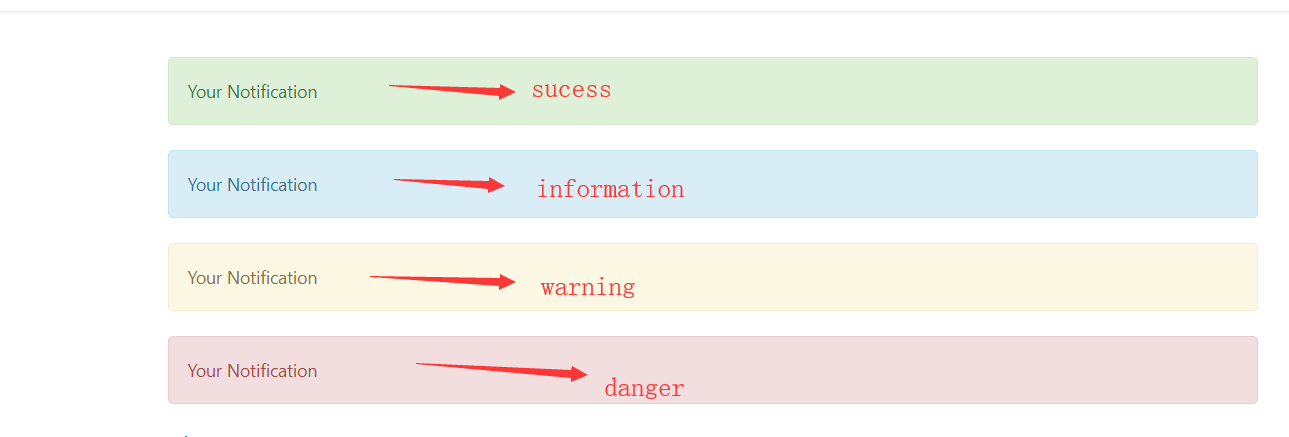 Your Notification sucess
Your Notification information
Your Notification warning
Your Notification danger